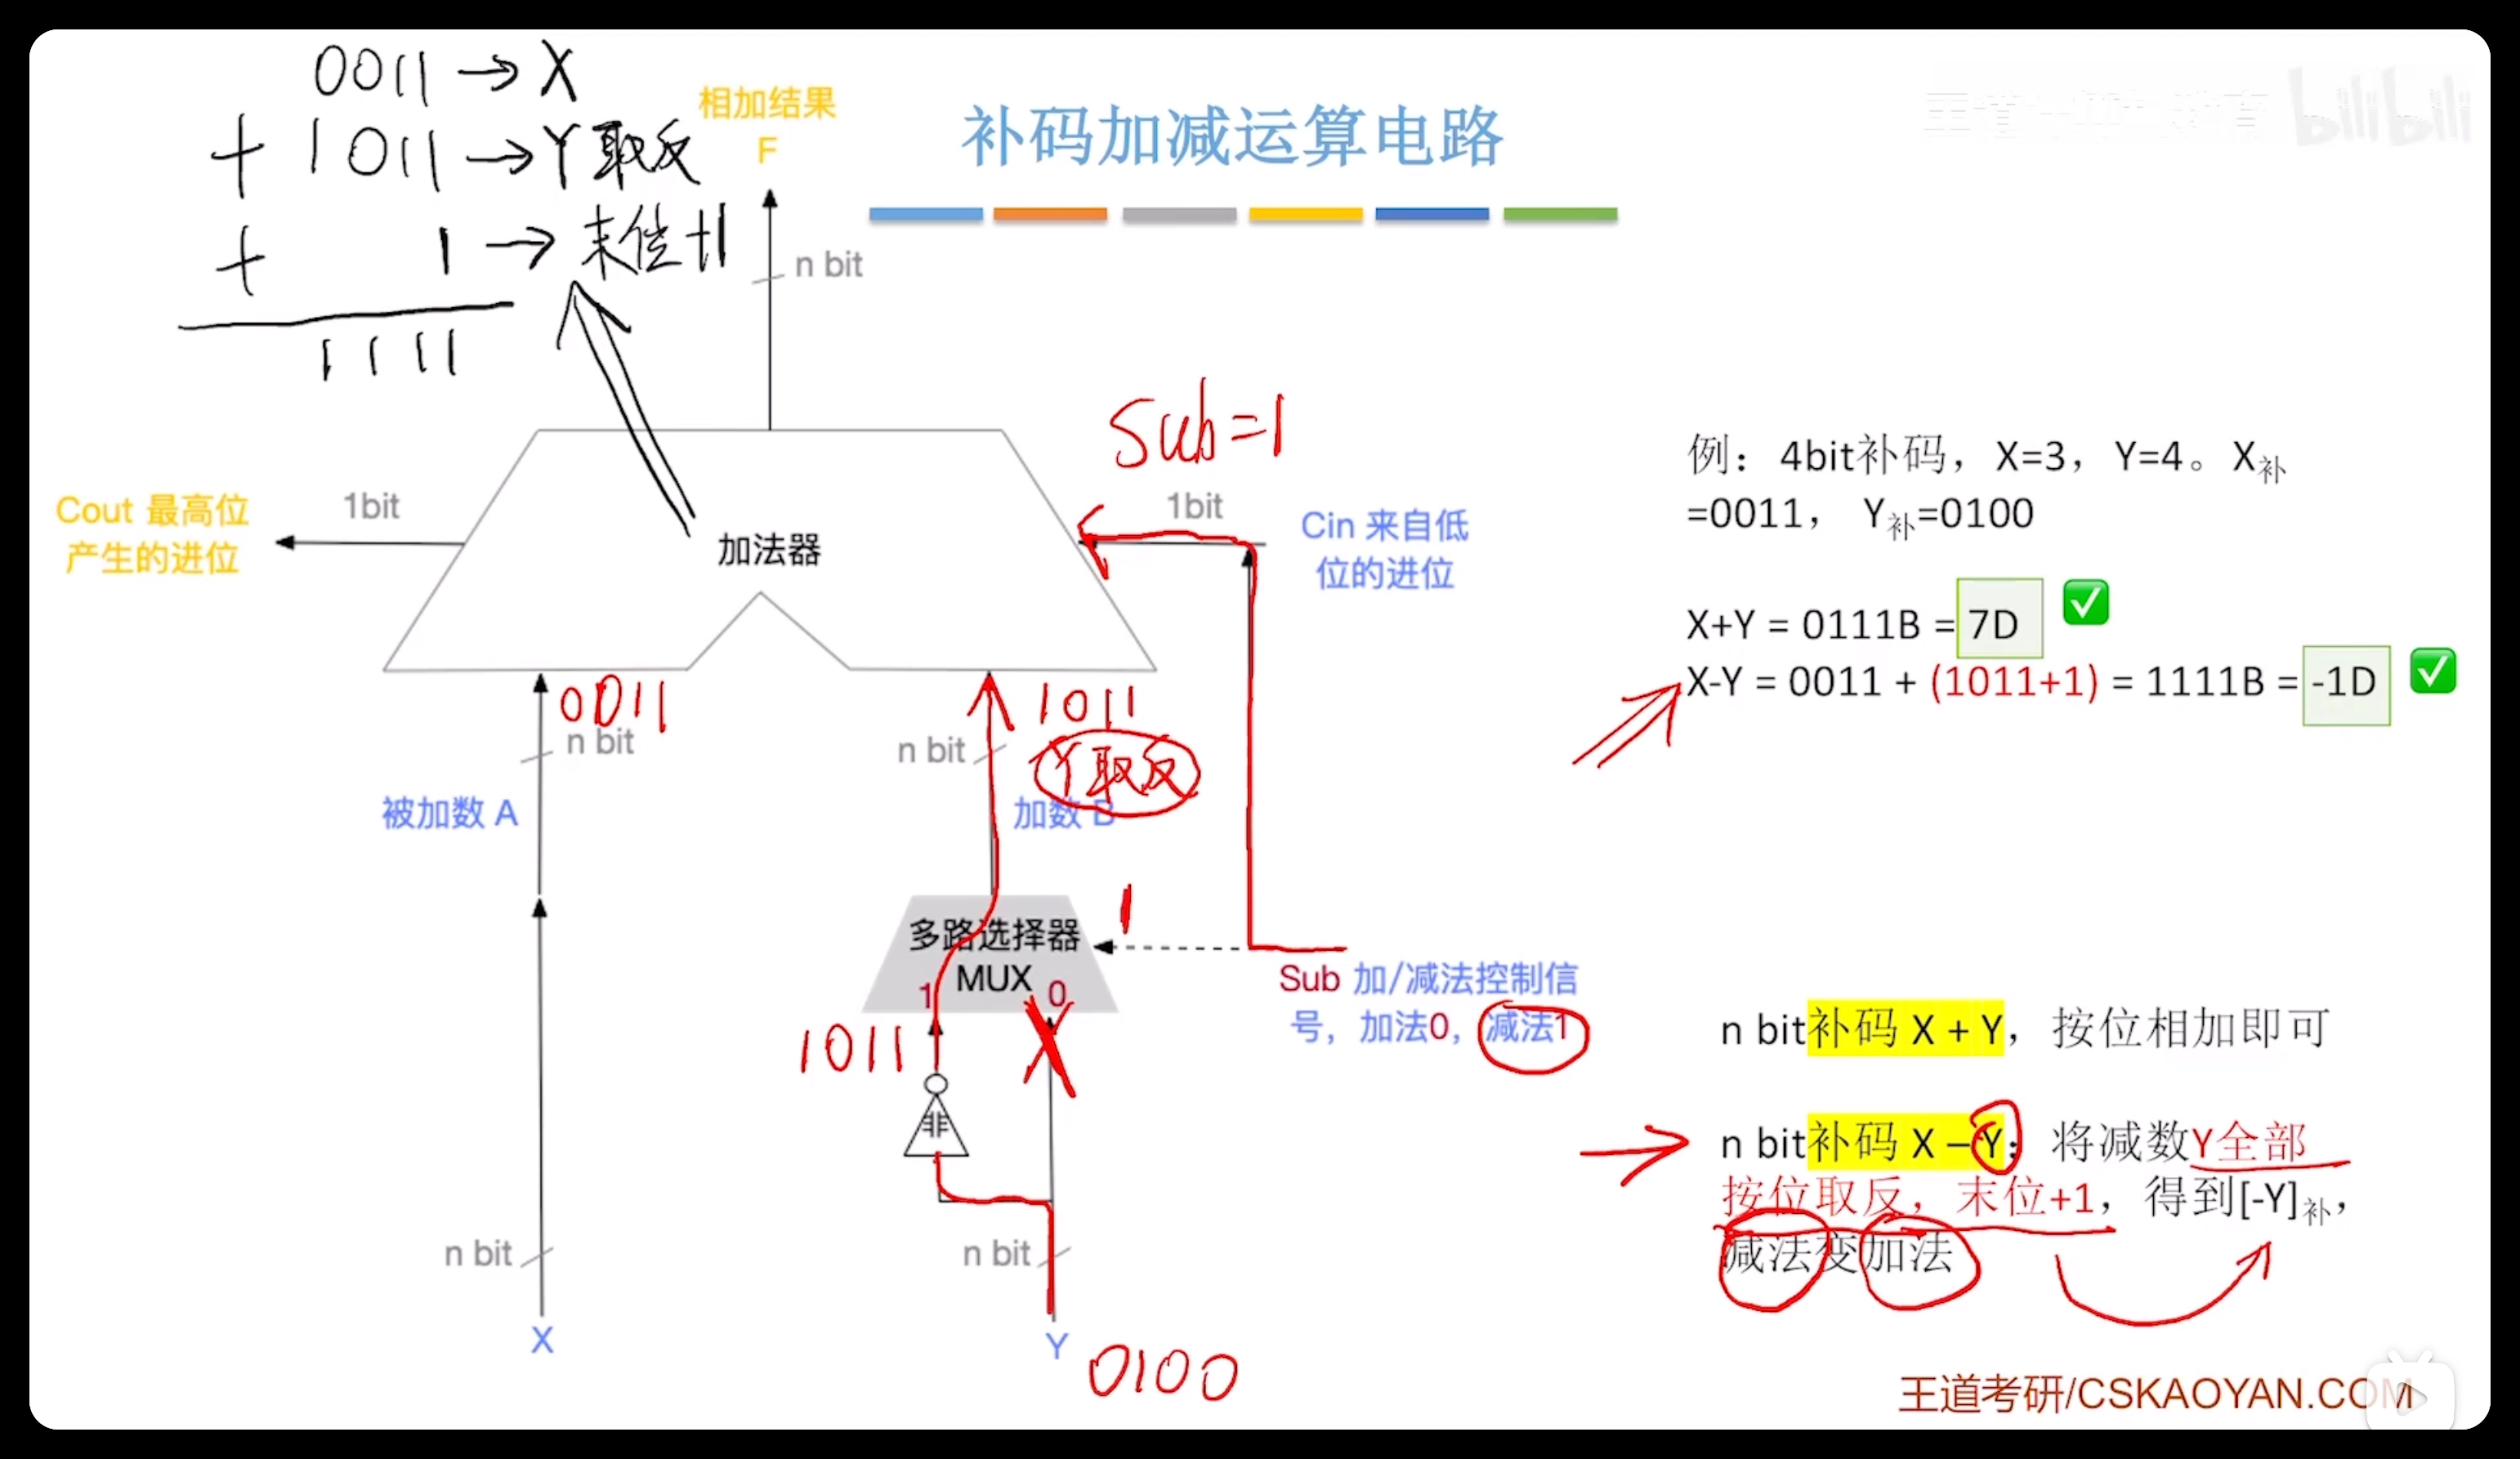 0011 → X
+ 1011 → Y取反
+ 1 → 末位+1
1111
相加结果
F
补码加减运算电路
bilibili
n bit
Sub=1
Cout 最高位
产生的进位
1bit
加法器
1bit
Cin 来自低
位的进位
0011
n bit
被加数 A
n bit
1011
Y取反
加数 B
多路选择器
MUX
1
0
1
Sub 加/减法控制信
号，加法0，减法1
1011
X
非
n bit
n bit
X
Y
0100
例：4bit补码，X=3，Y=4。X补
=0011， Y补=0100
X+Y = 0111B = 7D ✅
X-Y = 0011 + (1011+1) = 1111B = -1D ✅
n bit补码 X + Y，按位相加即可
n bit补码 X – Y：将减数Y全部
按位取反，末位+1，得到[-Y]补，
减法变加法
王道考研/CSKAOYAN.COM